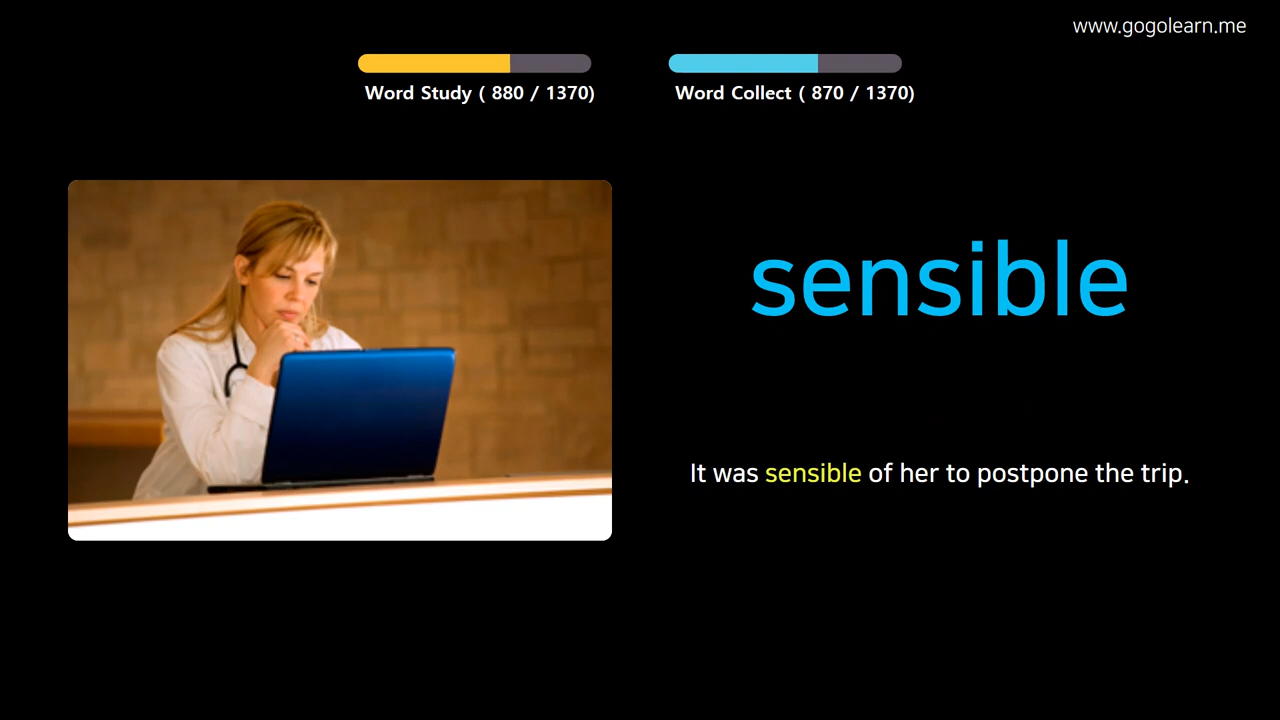 www.gogolearn.me
Word Study ( 880 / 1370)
Word Collect ( 870 / 1370)
sensible
It was sensible of her to postpone the trip.